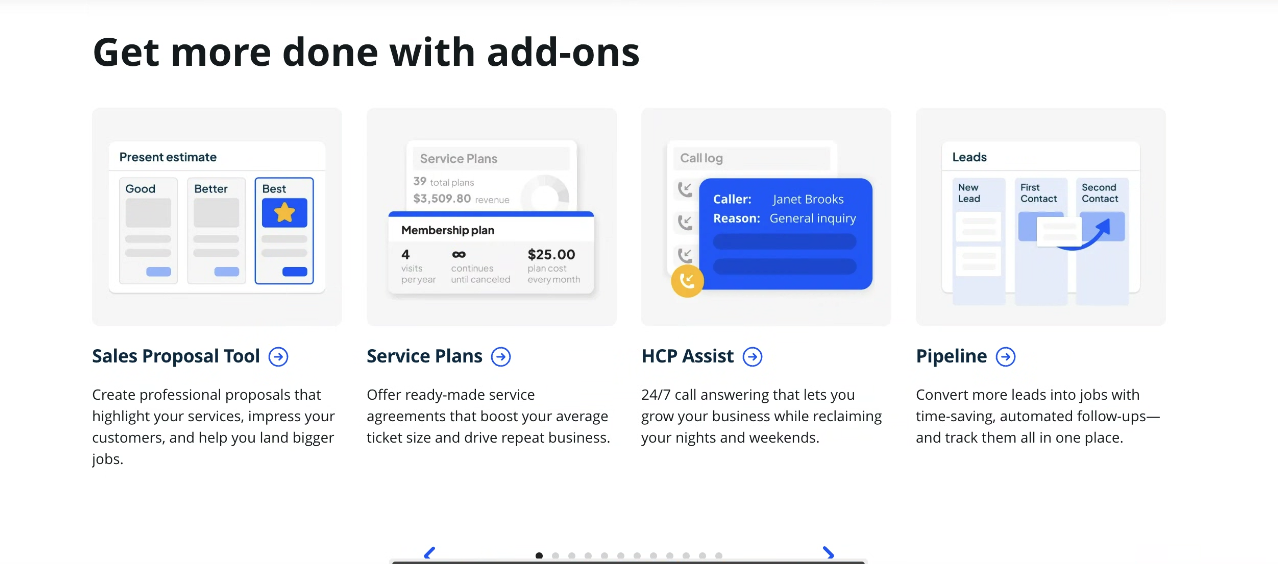 Get more done with add-ons
Present estimate
Good
Better
Best
Service Plans
39 total plans
$3,509.80 revenue
Membership plan
4
visits
per year
∞
continues
until canceled
$25.00
plan cost
every month
Call log
Caller: Janet Brooks
Reason: General inquiry
Leads
New
Lead
First
Contact
Second
Contact
Sales Proposal Tool
Create professional proposals that
highlight your services, impress your
customers, and help you land bigger
jobs.
Service Plans
Offer ready-made service
agreements that boost your average
ticket size and drive repeat business.
HCP Assist
24/7 call answering that lets you
grow your business while reclaiming
your nights and weekends.
Pipeline
Convert more leads into jobs with
time-saving, automated follow-ups—
and track them all in one place.